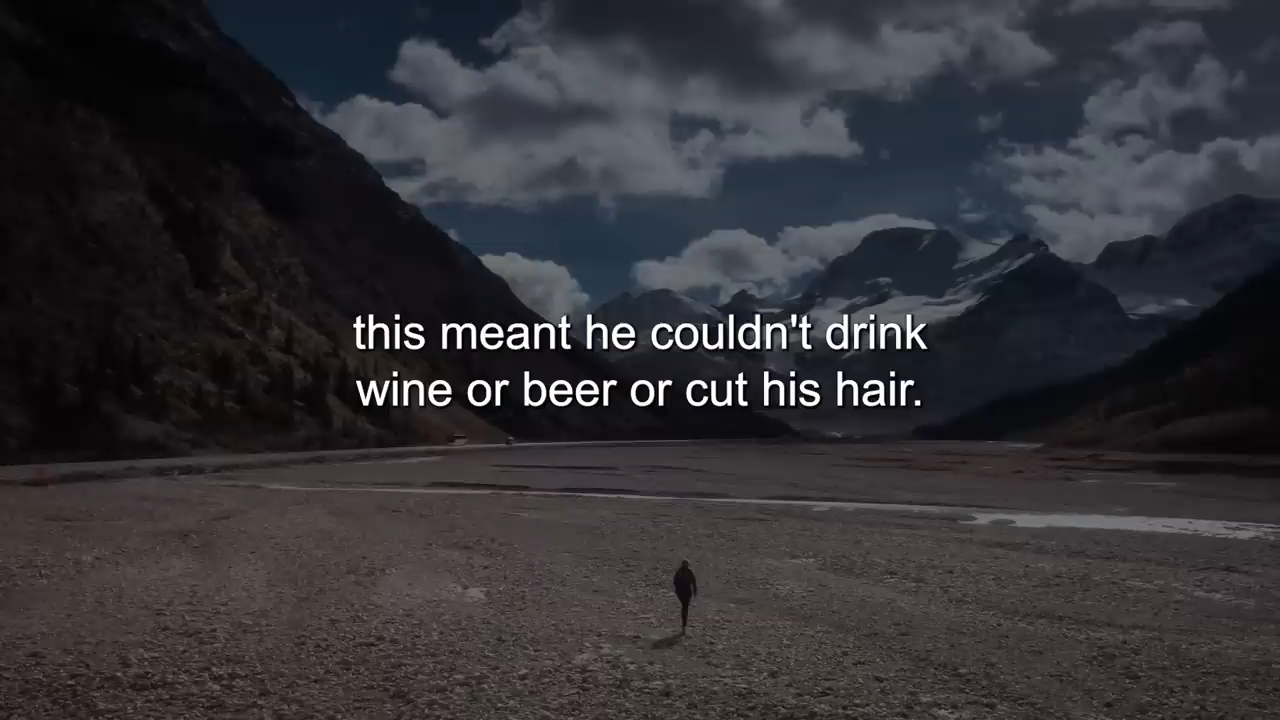 this meant he couldn't drink
wine or beer or cut his hair.